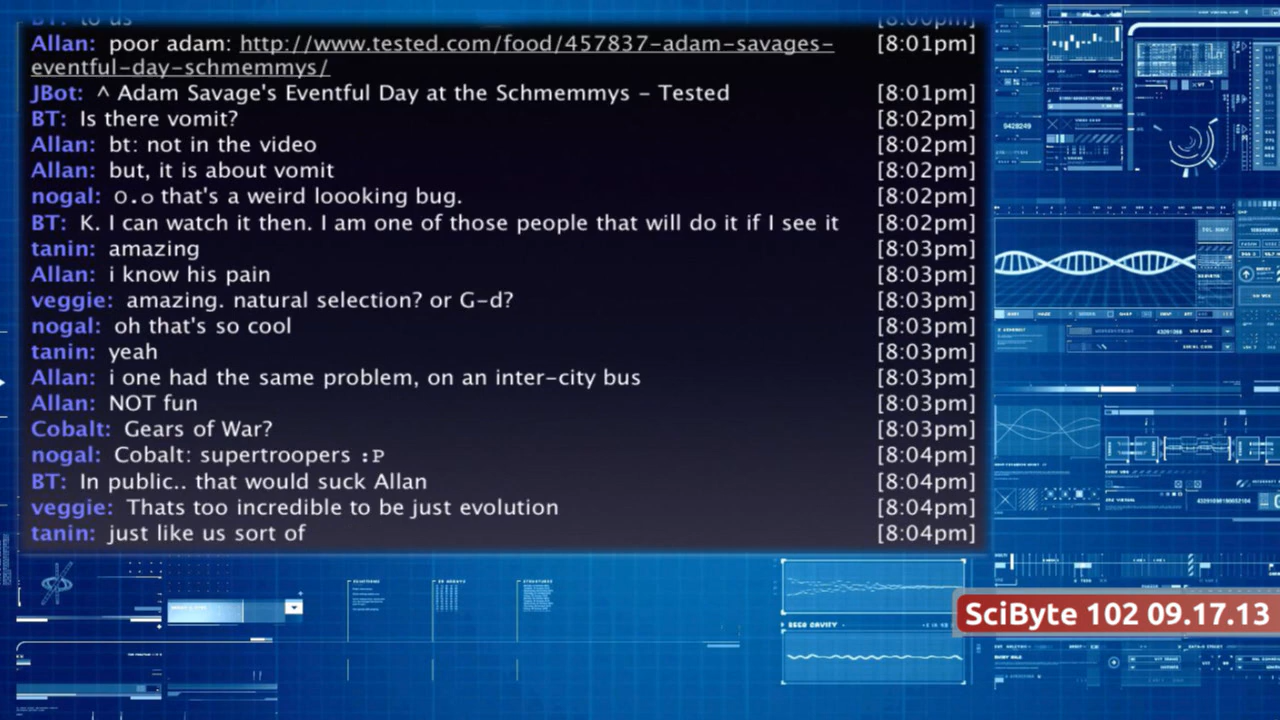 BT: to us [8:00pm]
Allan: poor adam: http://www.tested.com/food/457837-adam-savages- [8:01pm]
eventful-day-schmemmys/
JBot: ^ Adam Savage's Eventful Day at the Schmemmys - Tested [8:01pm]
BT: Is there vomit? [8:02pm]
Allan: bt: not in the video [8:02pm]
Allan: but, it is about vomit [8:02pm]
nogal: O.o that's a weird loooking bug. [8:02pm]
BT: K. I can watch it then. I am one of those people that will do it if I see it [8:02pm]
tanin: amazing [8:03pm]
Allan: i know his pain [8:03pm]
veggie: amazing. natural selection? or G-d? [8:03pm]
nogal: oh that's so cool [8:03pm]
tanin: yeah [8:03pm]
Allan: i one had the same problem, on an inter-city bus [8:03pm]
Allan: NOT fun [8:03pm]
Cobalt: Gears of War? [8:03pm]
nogal: Cobalt: supertroopers :P [8:04pm]
BT: In public.. that would suck Allan [8:04pm]
veggie: Thats too incredible to be just evolution [8:04pm]
tanin: just like us sort of [8:04pm]
SciByte 102 09.17.13